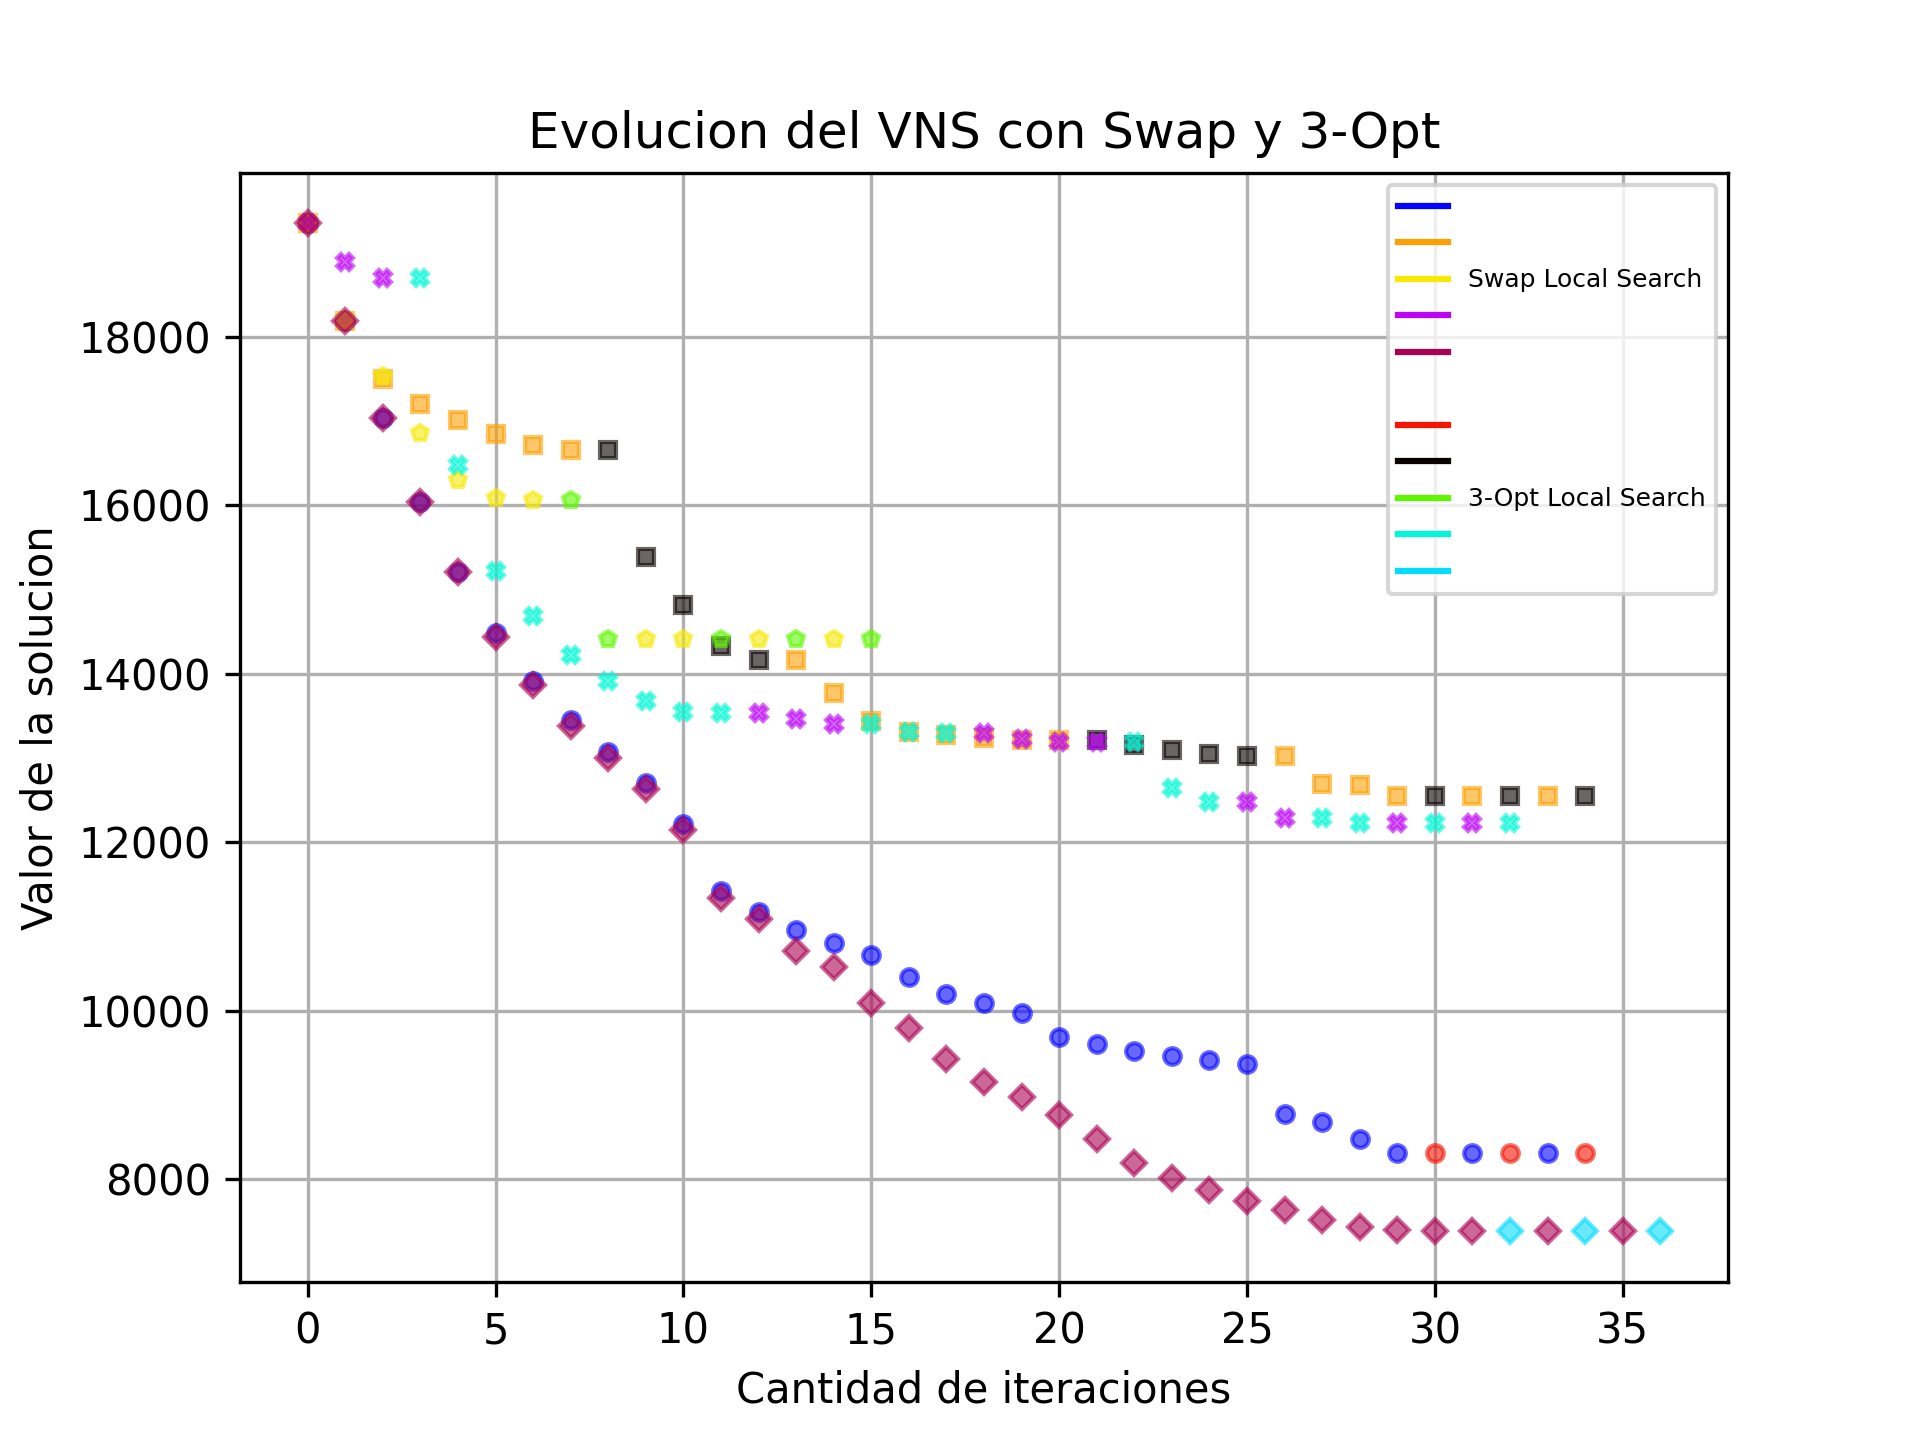 Evolucion del VNS con Swap y 3-Opt
Swap Local Search
3-Opt Local Search
18000
16000
14000
12000
10000
8000
Valor de la solucion
0 5 10 15 20 25 30 35
Cantidad de iteraciones